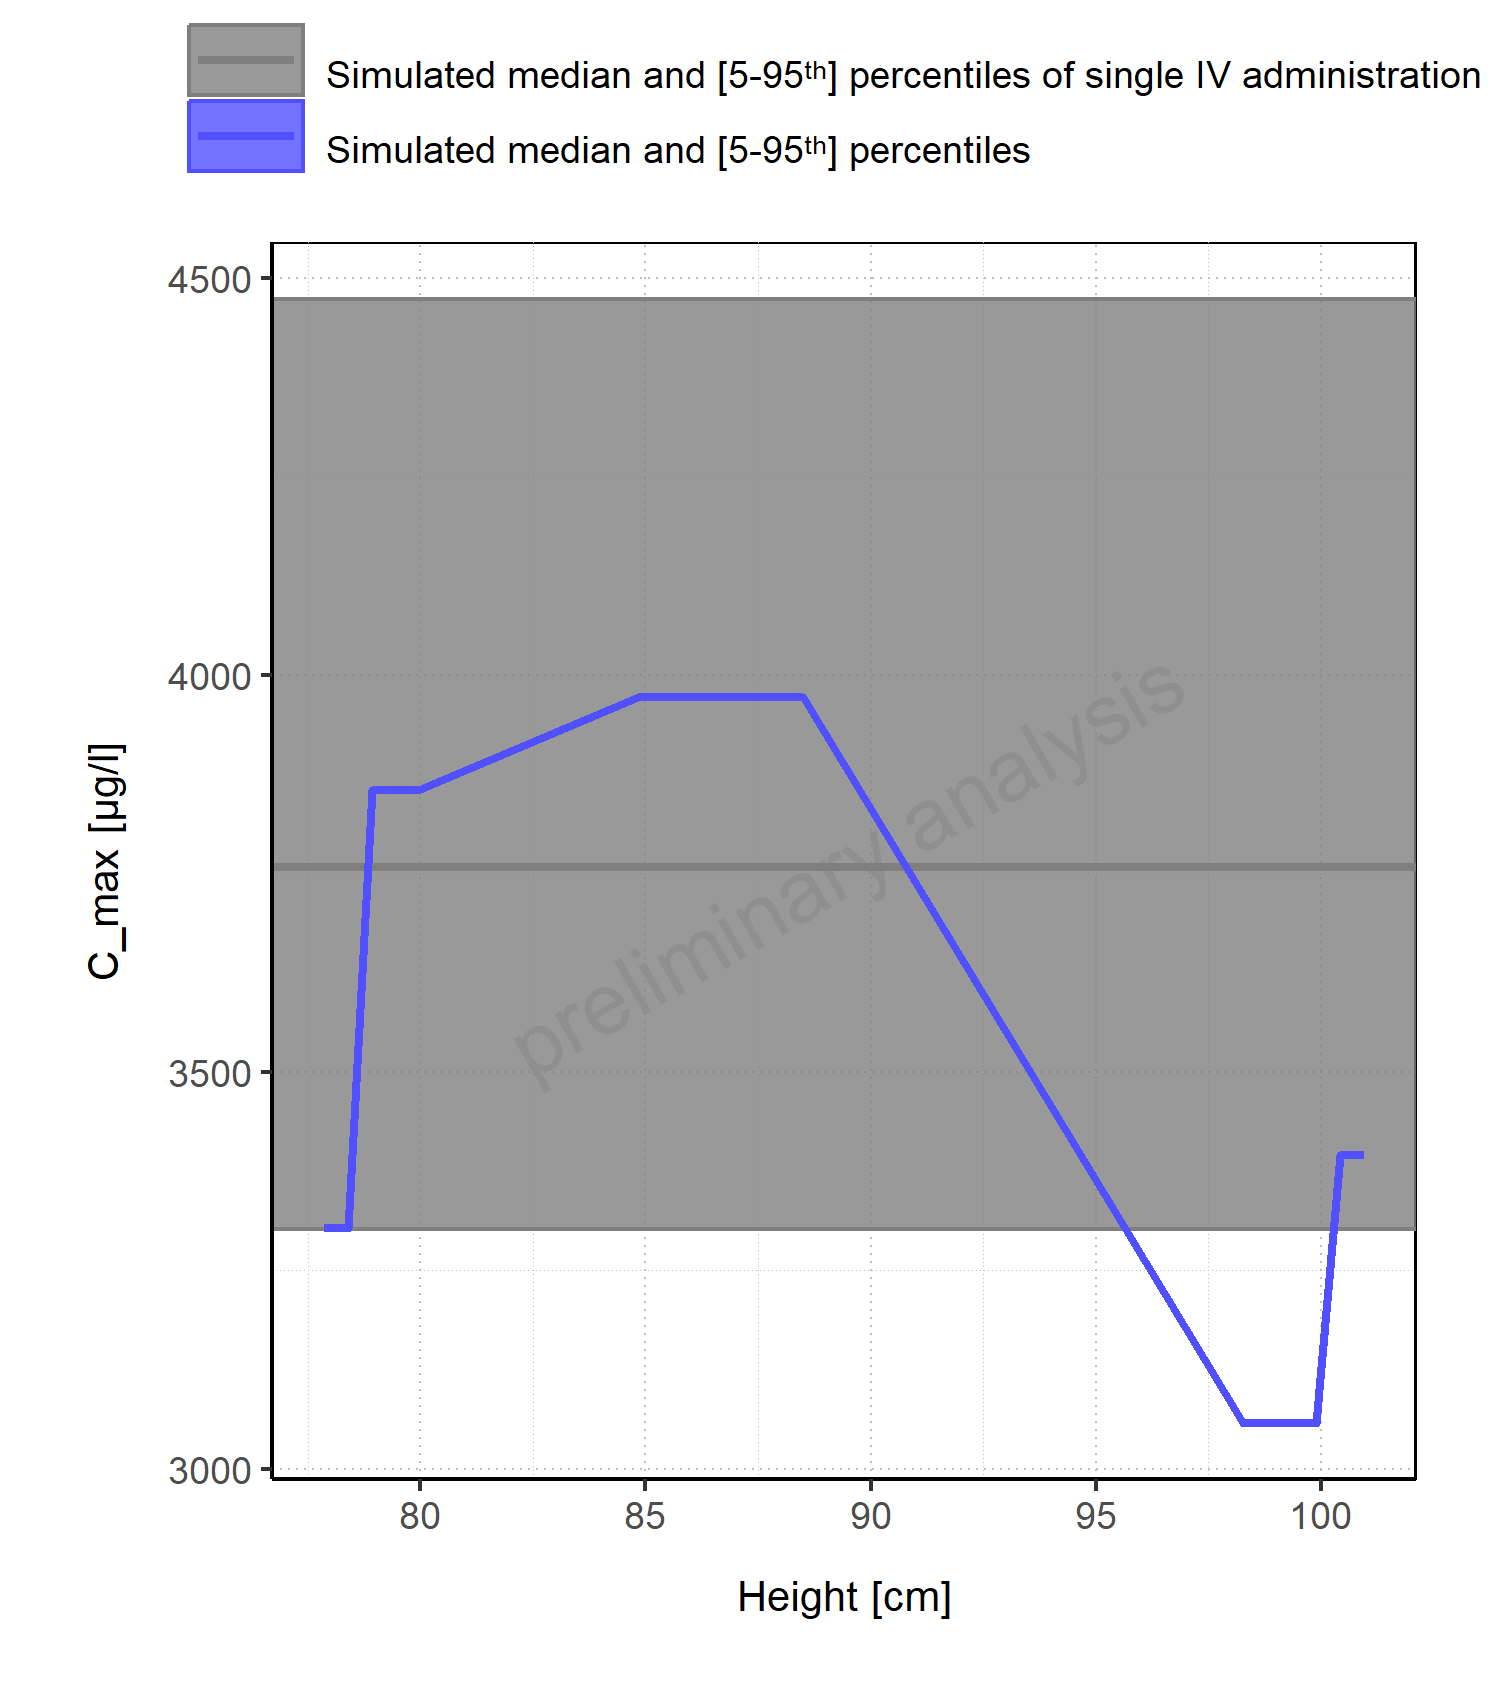 Simulated median and [5-95th] percentiles of single IV administration
Simulated median and [5-95th] percentiles
4500
4000
3500
3000
C_max [µg/l]
preliminary analysis
80 85 90 95 100
Height [cm]